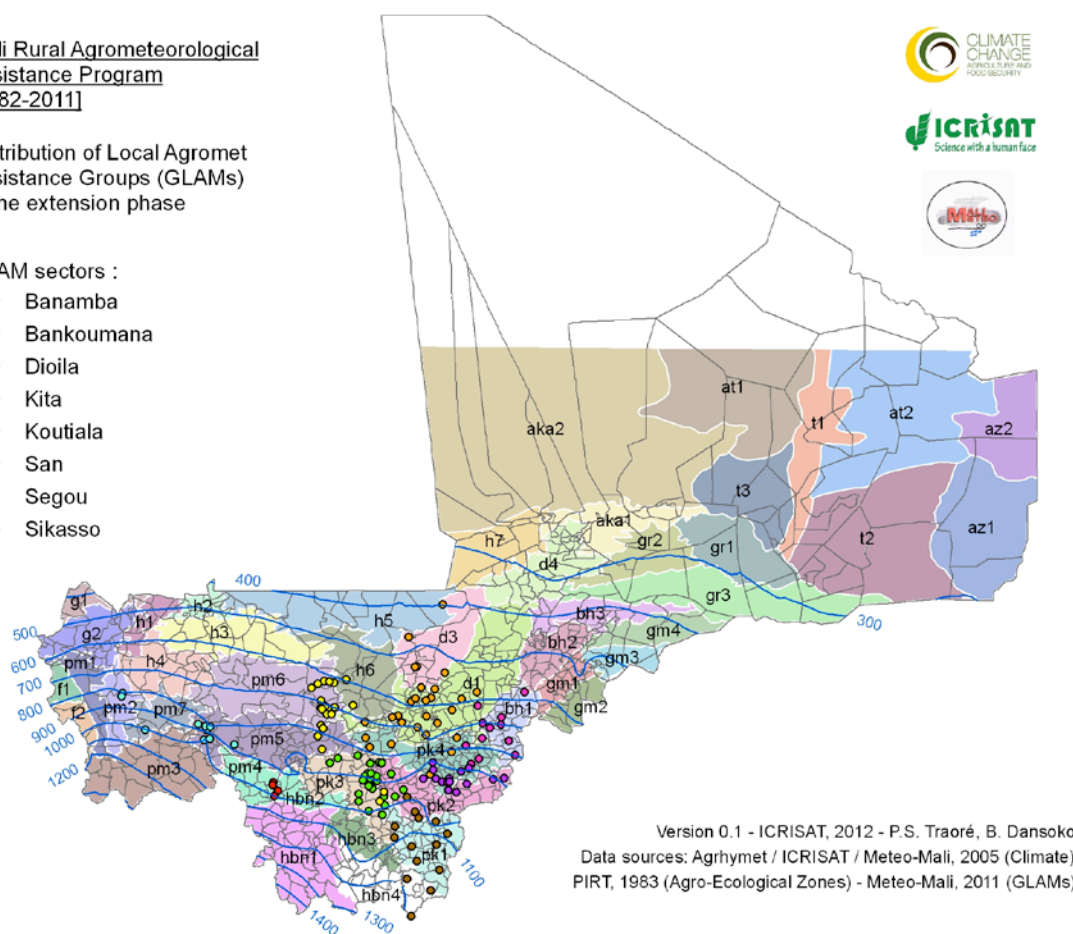 li Rural Agrometeorological
sistance Program
82-2011]
tribution of Local Agromet
sistance Groups (GLAMs)
he extension phase
AM sectors :
Banamba
Bankoumana
Dioila
Kita
Koutiala
San
Segou
Sikasso
CLIMATE
CHANGE
AGRICULTURE AND
FOOD SECURITY
ICRISAT
Science with a human face
Mali
Meteo
at1
t1
at2
az2
aka2
t3
aka1
gr2
gr1
t2
az1
h7
d4
gr3
400
300
g1
h2
h1
h5
bh3
500
g2
h3
d3
gm4
bh2
600
pm1
h4
h6
gm3
700
f1
pm6
d1
gm1
800
f2
pm2
pm7
bh1
gm2
900
1000
pm5
pk4
1200
pm3
pm4
pk3
hbn2
pk2
hbn3
hbn1
pk1
1100
hbn4
1400
1300
Version 0.1 - ICRISAT, 2012 - P.S. Traoré, B. Dansoko
Data sources: Agrhymet / ICRISAT / Meteo-Mali, 2005 (Climate)
PIRT, 1983 (Agro-Ecological Zones) - Meteo-Mali, 2011 (GLAMs)